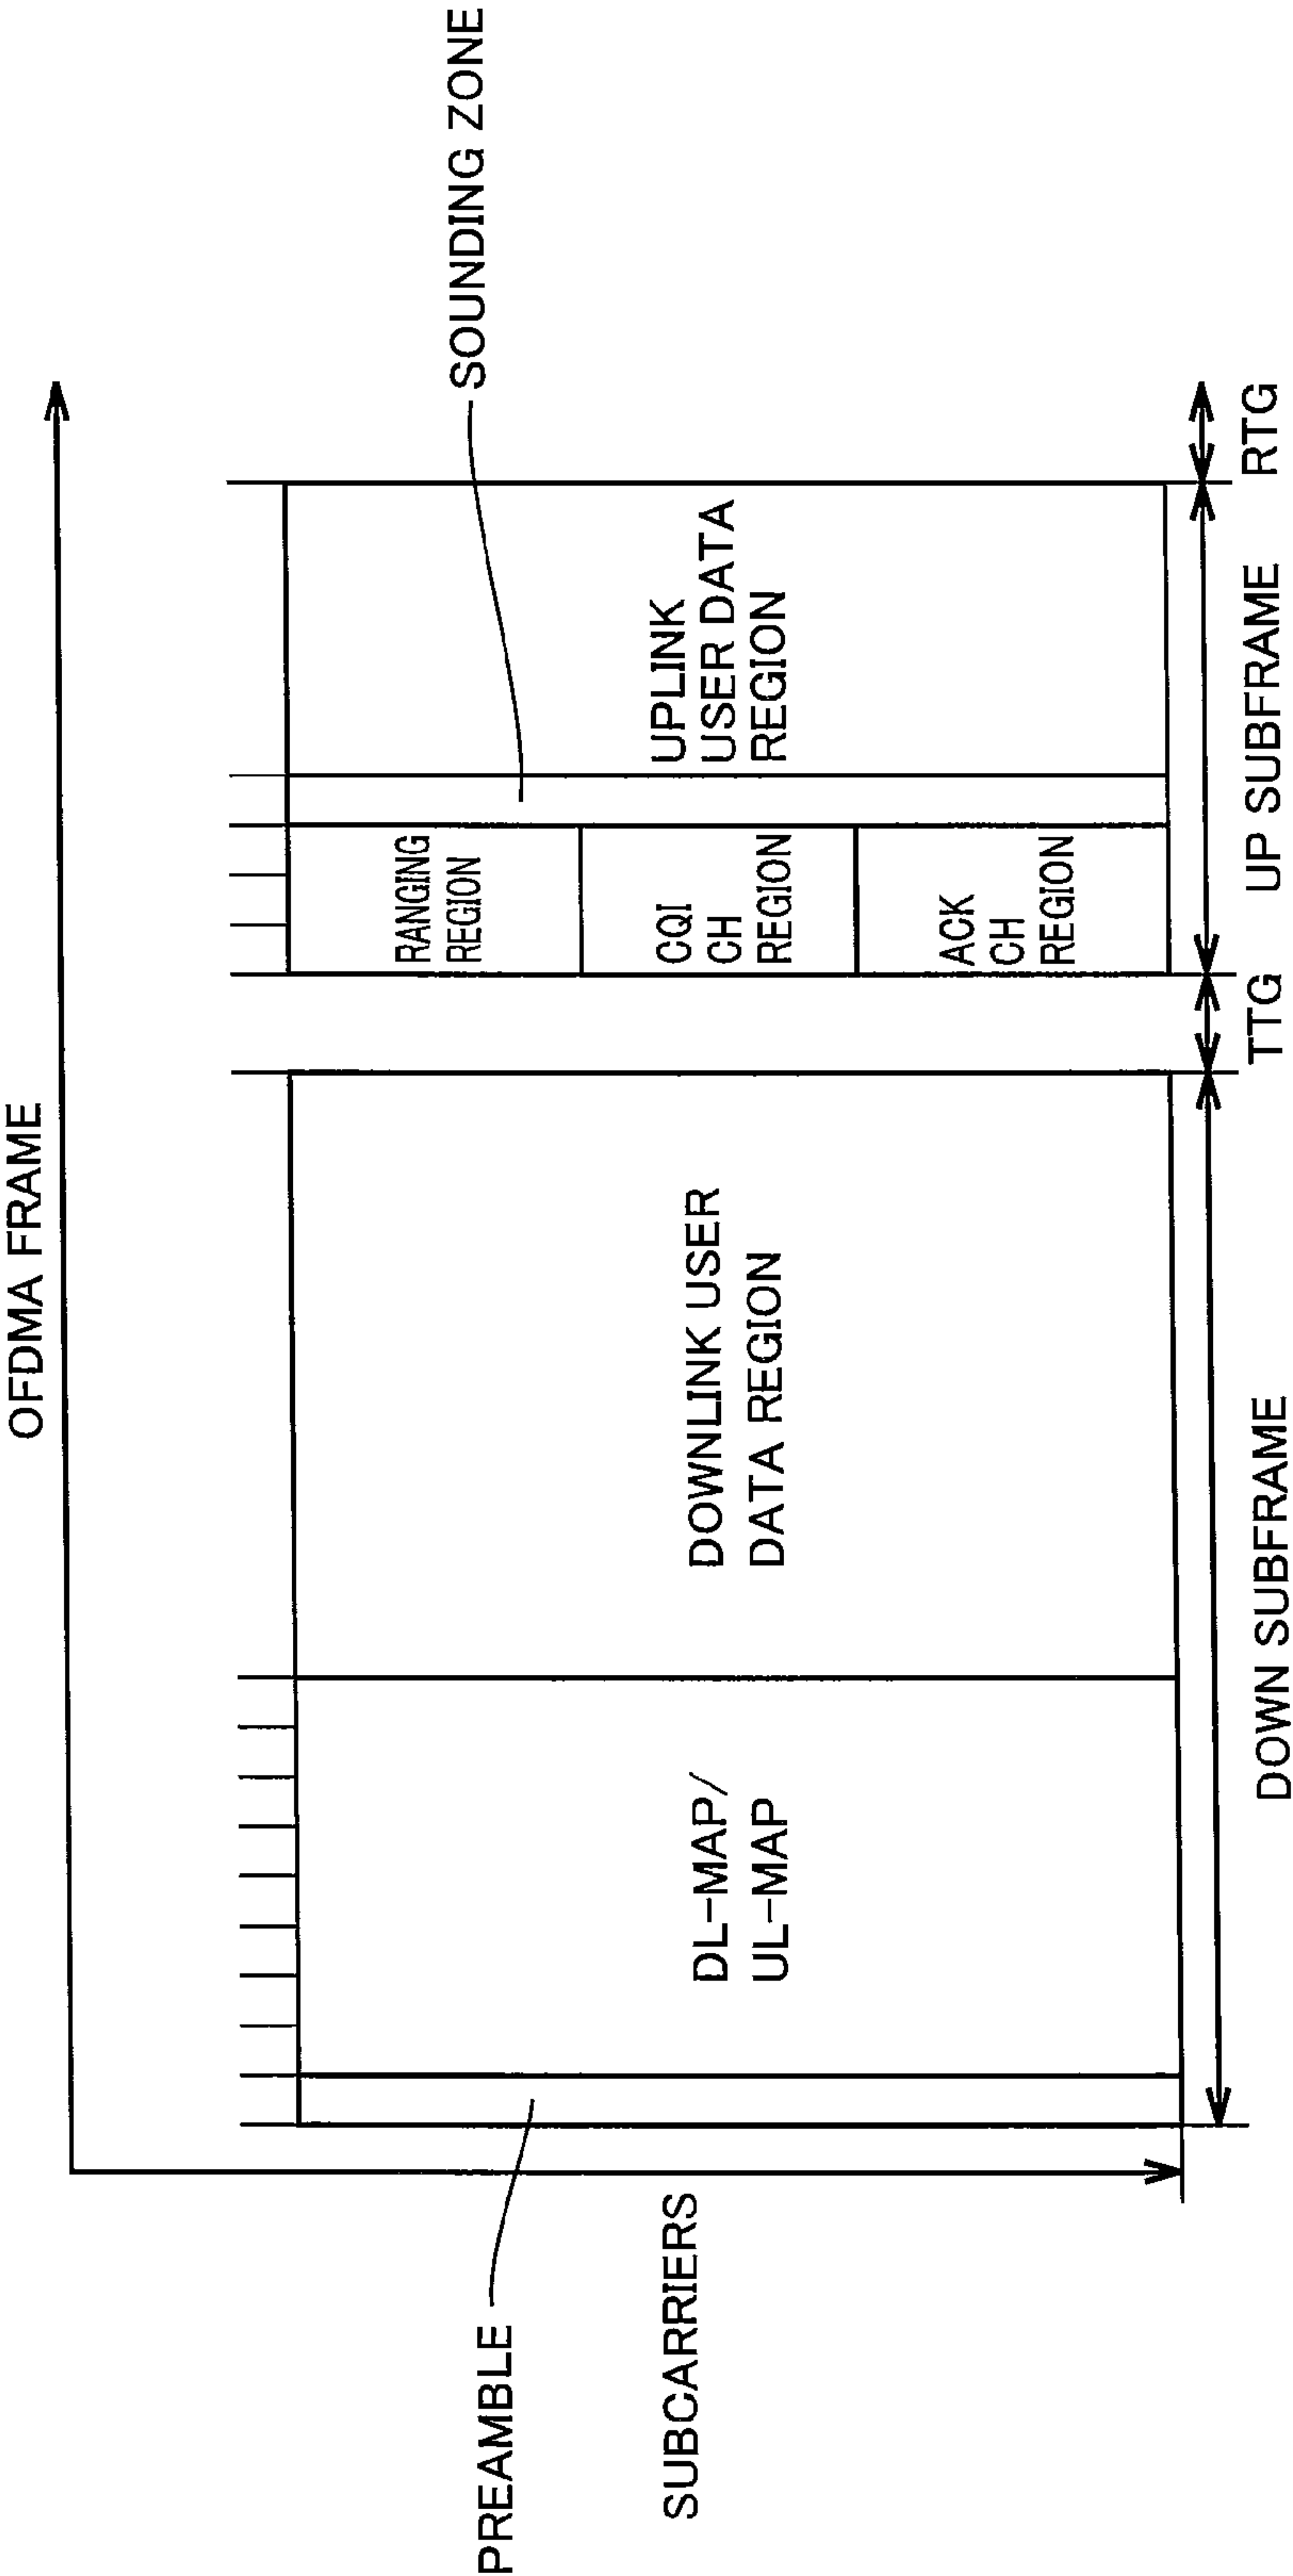 OFDMA FRAME
PREAMBLE
SUBCARRIERS
DL-MAP/
UL-MAP
DOWNLINK USER
DATA REGION
RANGING
REGION
CQI
CH
REGION
ACK
CH
REGION
SOUNDING ZONE
UPLINK
USER DATA
REGION
DOWN SUBFRAME
TTG
UP SUBFRAME
RTG